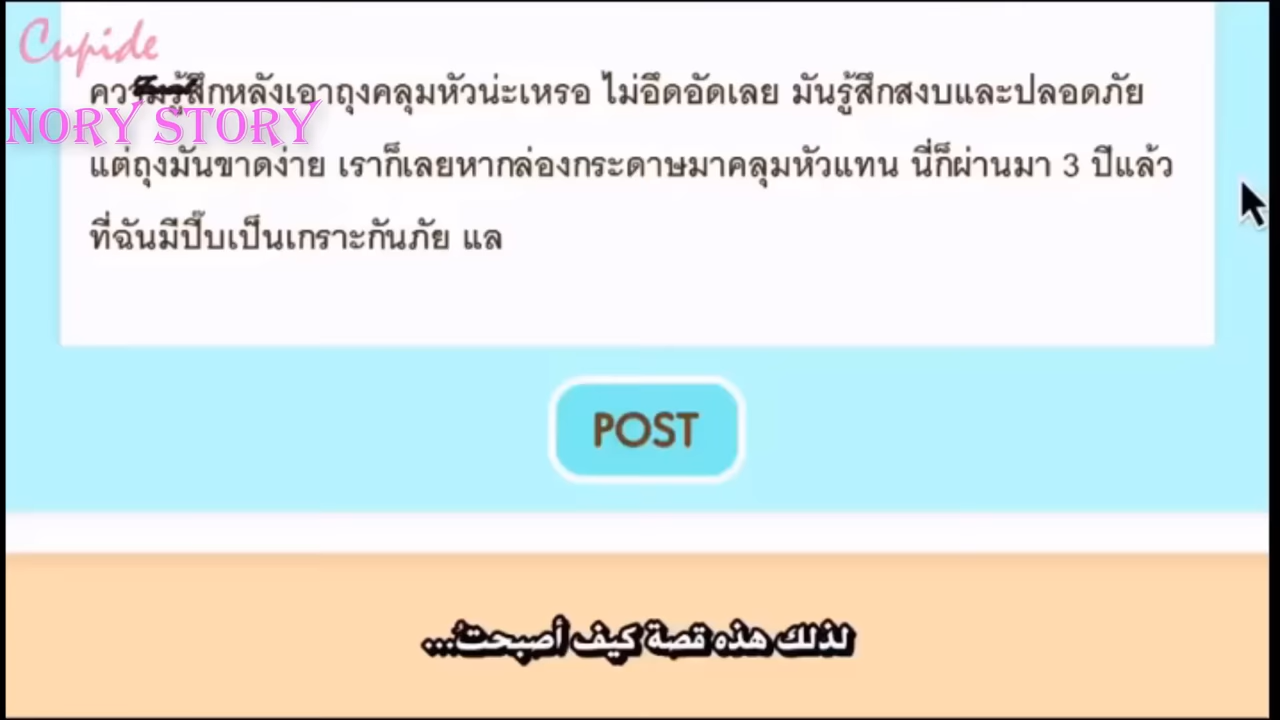 Cupide
ความรู้สึกหลังเอาถุงคลุมหัวน่ะเหรอ ไม่อึดอัดเลย มันรู้สึกสงบและปลอดภัย
NORY STORY
แต่ถุงมันขาดง่าย เราก็เลยหากล่องกระดาษมาคลุมหัวแทน นี่ก็ผ่านมา 3 ปีแล้ว
ที่ฉันมีปี๊บเป็นเกราะกันภัย แล
POST
لذلك هذه قصة كيف أصبحتُ...